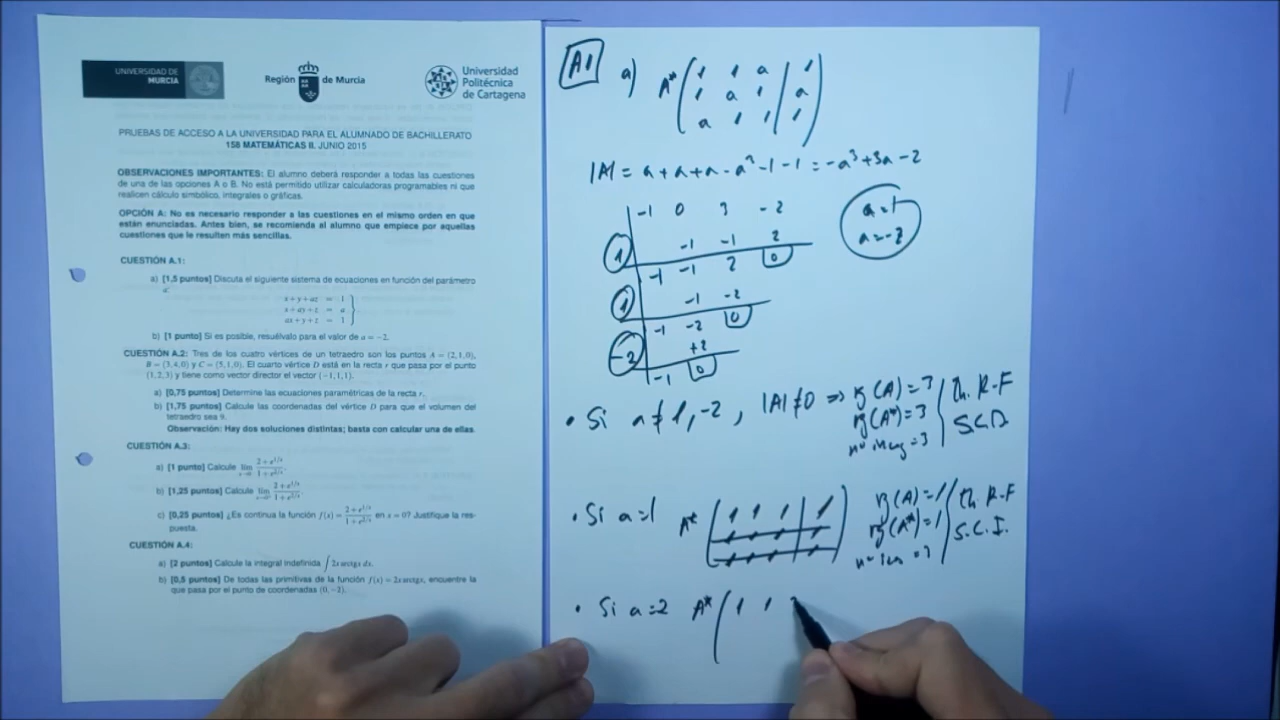 UNIVERSIDAD DE
MURCIA
Región de Murcia
Universidad
Politécnica
de Cartagena
PRUEBAS DE ACCESO A LA UNIVERSIDAD PARA EL ALUMNADO DE BACHILLERATO
158 MATEMÁTICAS II. JUNIO 2015
OBSERVACIONES IMPORTANTES: El alumno deberá responder a todas las cuestiones
de una de las opciones A o B. No está permitido utilizar calculadoras programables ni que
realicen cálculo simbólico, integrales o gráficas.
OPCIÓN A: No es necesario responder a las cuestiones en el mismo orden en que
están enunciadas. Antes bien, se recomienda al alumno que empiece por aquellas
cuestiones que le resulten más sencillas.
CUESTIÓN A.1:
a) [1,5 puntos] Discuta el siguiente sistema de ecuaciones en función del parámetro
a:
x + y + az = 1
x + ay + z = a
ax + y + z = 1
b) [1 punto] Si es posible, resuélvalo para el valor de a = −2.
CUESTIÓN A.2: Tres de los cuatro vértices de un tetraedro son los puntos A = (2,1,0),
B = (3,4,0) y C = (5,1,0). El cuarto vértice D está en la recta r que pasa por el punto
(1,2,3) y tiene como vector director el vector (−1,1,1).
a) [0,75 puntos] Determine las ecuaciones paramétricas de la recta r.
b) [1,75 puntos] Calcule las coordenadas del vértice D para que el volumen del
tetraedro sea 9.
Observación: Hay dos soluciones distintas; basta con calcular una de ellas.
CUESTIÓN A.3:
a) [1 punto] Calcule lím
b) [1,25 puntos] Calcule lím
c) [0,25 puntos] ¿Es continua la función f(x) = en x = 0? Justifique la res-
puesta.
CUESTIÓN A.4:
a) [2 puntos] Calcule la integral indefinida ∫ 2x arctg x dx.
b) [0,5 puntos] De todas las primitivas de la función f(x) = 2x arctg x, encuentre la
que pasa por el punto de coordenadas (0,−2).
A1 a) A* ( 1 1 a | 1
1 a 1 | a
a 1 1 | 1 )
|A| = a + a + a - a³ - 1 - 1 = -a³ + 3a - 2
-1 0 3 -2
1 -1 -1 2
-1 -1 2 0
1 -1 -2
-1 -2 0
-2 +2
-1 0
a=1
a=-2
• Si a ≠ 1, -2, |A| ≠ 0 ⇒ rg(A)=3
rg(A*)=3
nº incog = 3
th. R-F
S.C.D
• Si a=1 A* ( 1 1 1 | 1
1 1 1 | 1
1 1 1 | 1 )
rg(A)=1
rg(A*)=1
th R-F
S.C.I.
• Si a=2 A* ( 1 1